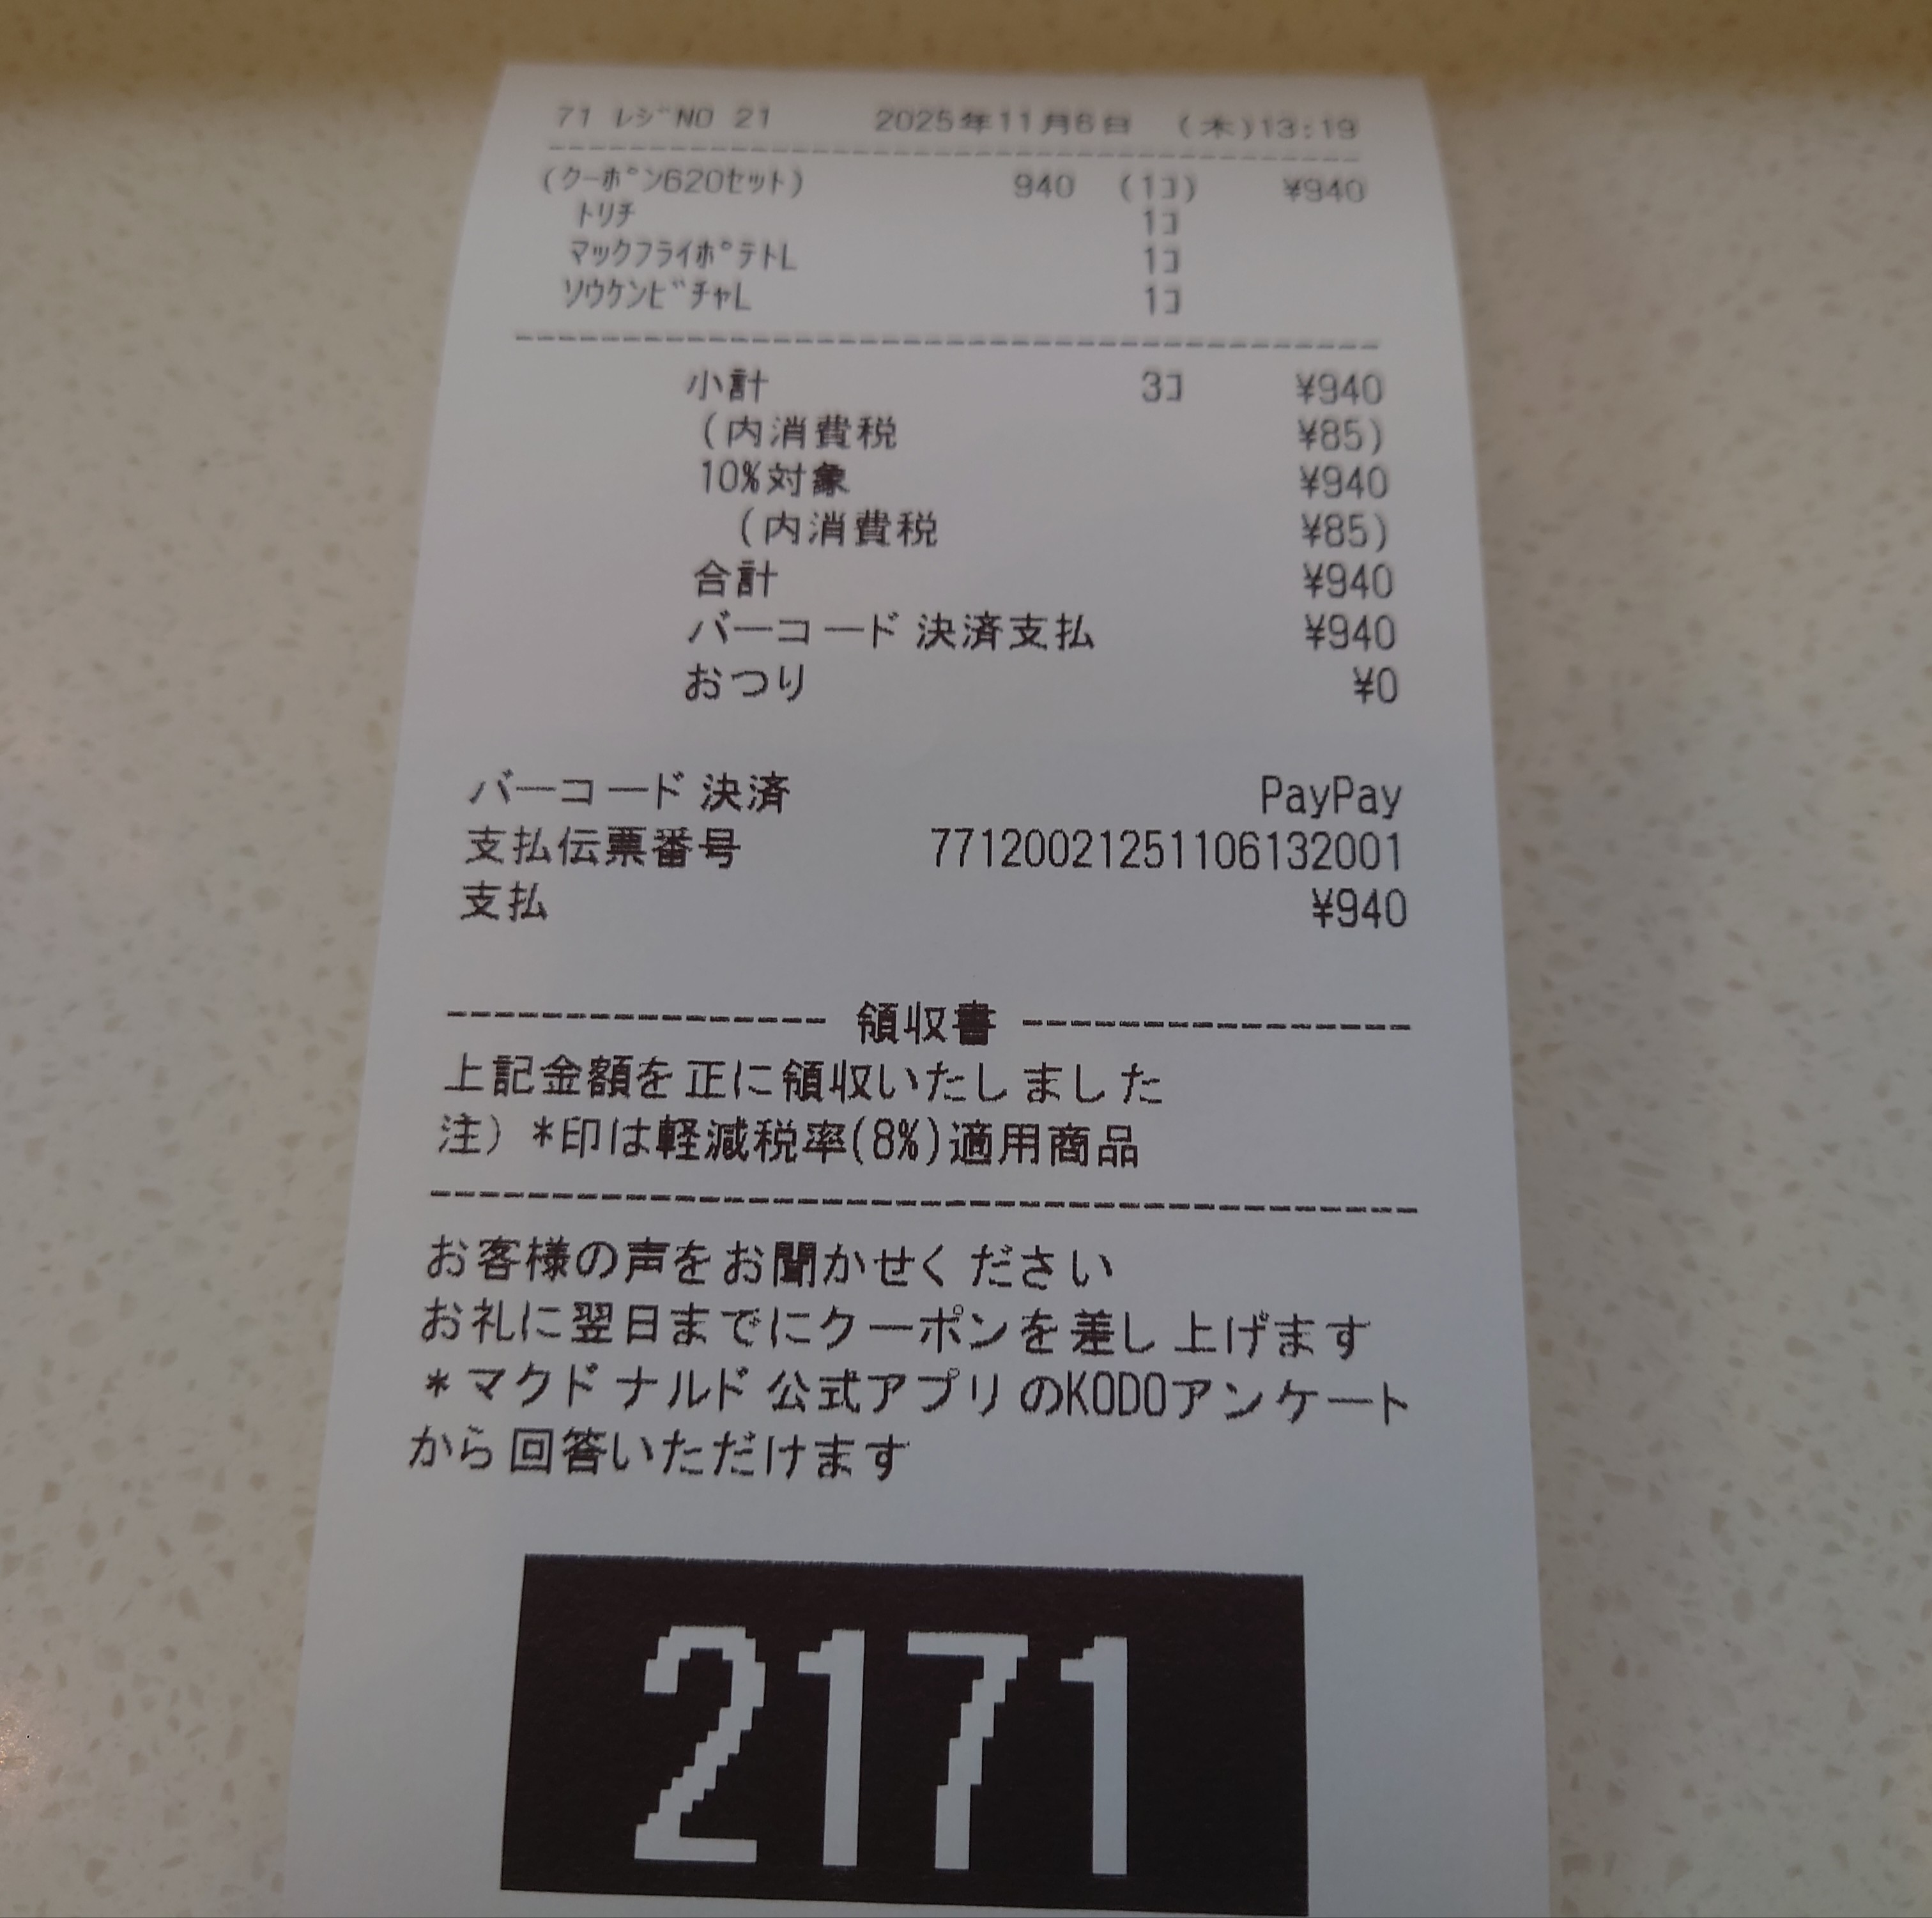 71 ﾚｼﾞNO 21 2025年11月6日 (木)13:19
(ｸｰﾎﾟﾝ620ｾｯﾄ) 940 (1ｺ) ¥940
ﾄﾘﾁ 1ｺ
ﾏｯｸﾌﾗｲﾎﾟﾃﾄL 1ｺ
ｿｳｹﾝﾋﾞﾁｬL 1ｺ
小計 3ｺ ¥940
(内消費税 ¥85)
10%対象 ¥940
(内消費税 ¥85)
合計 ¥940
バーコード決済支払 ¥940
おつり ¥0
バーコード決済 PayPay
支払伝票番号 77120021251106132001
支払 ¥940
---------------- 領収書 ----------------
上記金額を正に領収いたしました
注）*印は軽減税率(8%)適用商品
お客様の声をお聞かせください
お礼に翌日までにクーポンを差し上げます
*マクドナルド公式アプリのKODOアンケート
から回答いただけます
2171